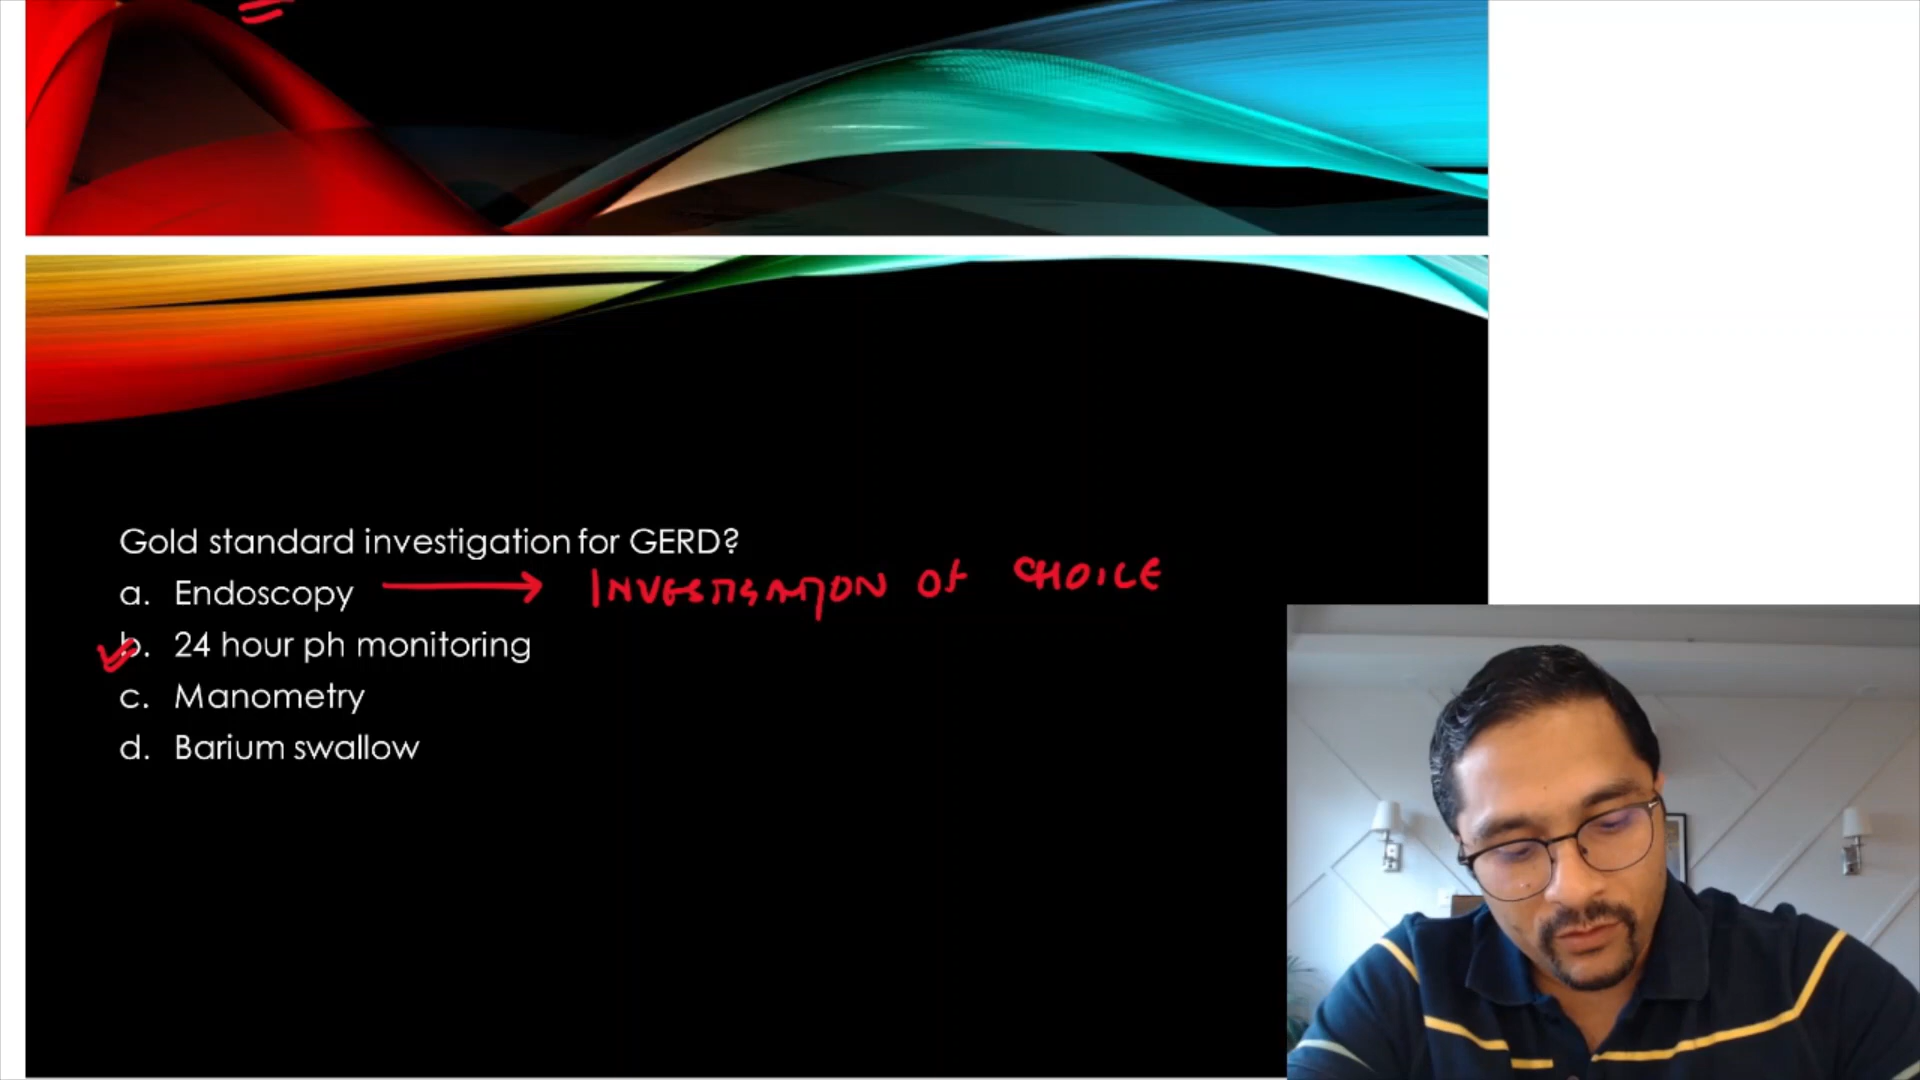 Gold standard investigation for GERD?
a. Endoscopy → INVESTIGATION OF CHOICE
b. 24 hour ph monitoring
c. Manometry
d. Barium swallow